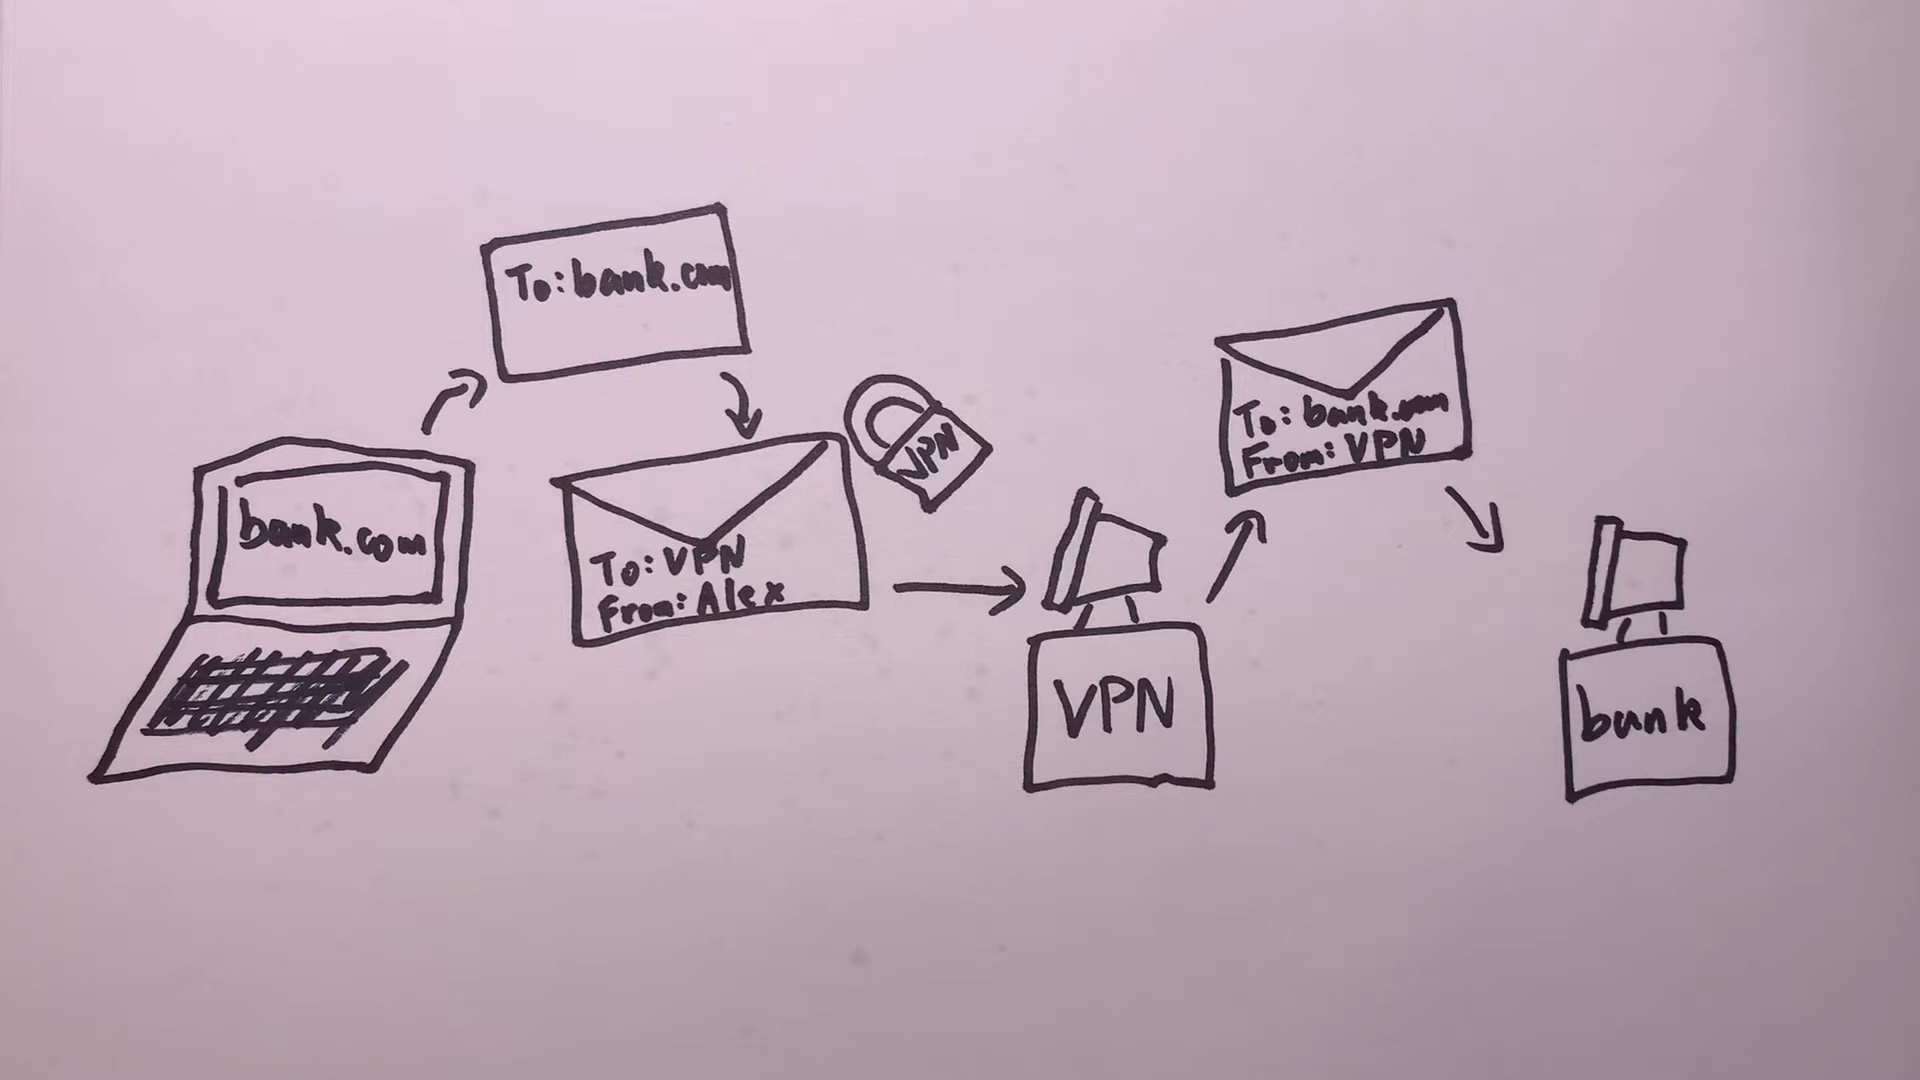 To: bank.com
bank.com
To: VPN
From: Alex
VPN
VPN
To: bank.com
From: VPN
bank